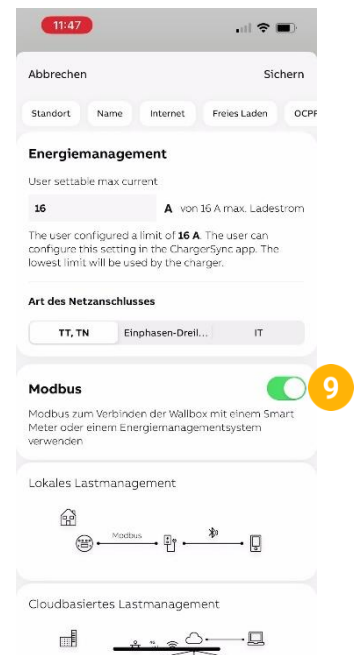 11:47
Abbrechen Sichern
Standort Name Internet Freies Laden OCPP
Energiemanagement
User settable max current
16 A von 16 A max. Ladestrom
The user configured a limit of 16 A. The user can
configure this setting in the ChargerSync app. The
lowest limit will be used by the charger.
Art des Netzanschlusses
TT, TN Einphasen-Dreil... IT
Modbus
9
Modbus zum Verbinden der Wallbox mit einem Smart
Meter oder einem Energiemanagementsystem
verwenden
Lokales Lastmanagement
Modbus
Cloudbasiertes Lastmanagement